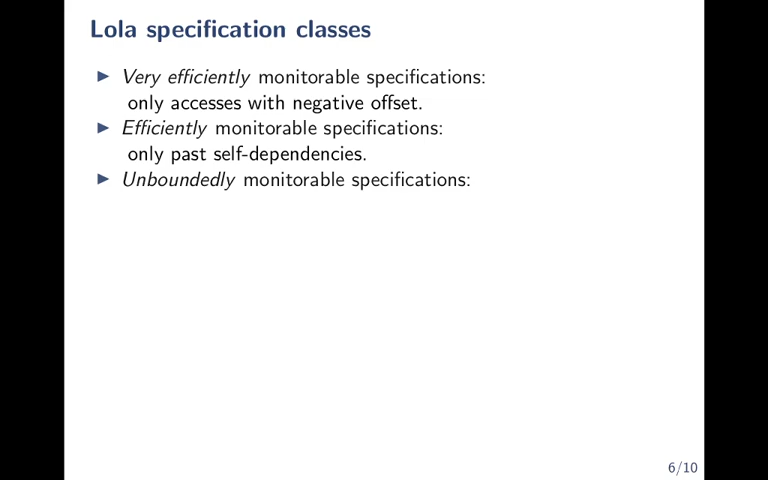 Lola specification classes
▶ Very efficiently monitorable specifications:
only accesses with negative offset.
▶ Efficiently monitorable specifications:
only past self-dependencies.
▶ Unboundedly monitorable specifications:
6/10